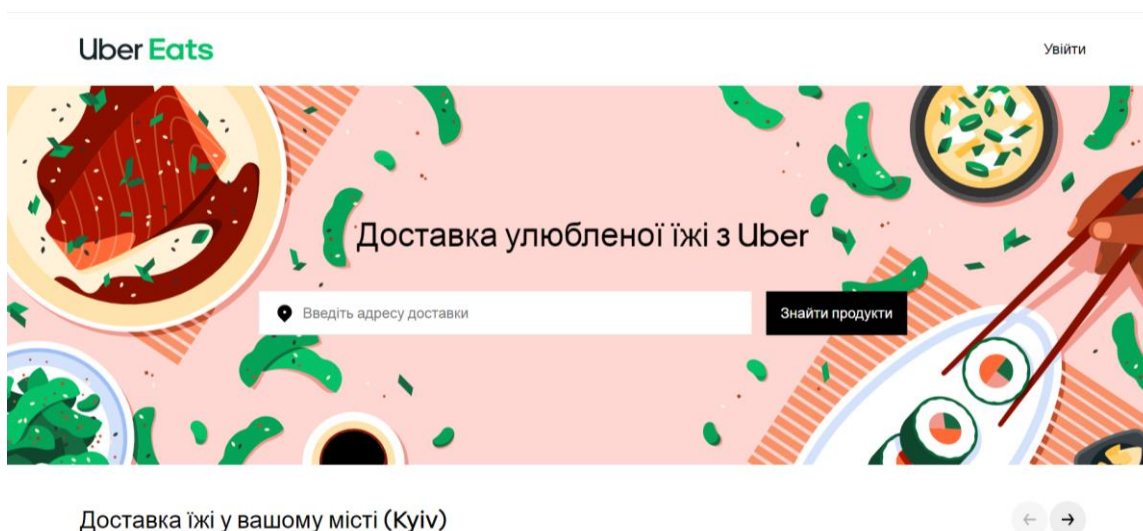 Uber Eats
Увійти
Доставка улюбленої їжі з Uber
Введіть адресу доставки
Знайти продукти
Доставка їжі у вашому місті (Kyiv)